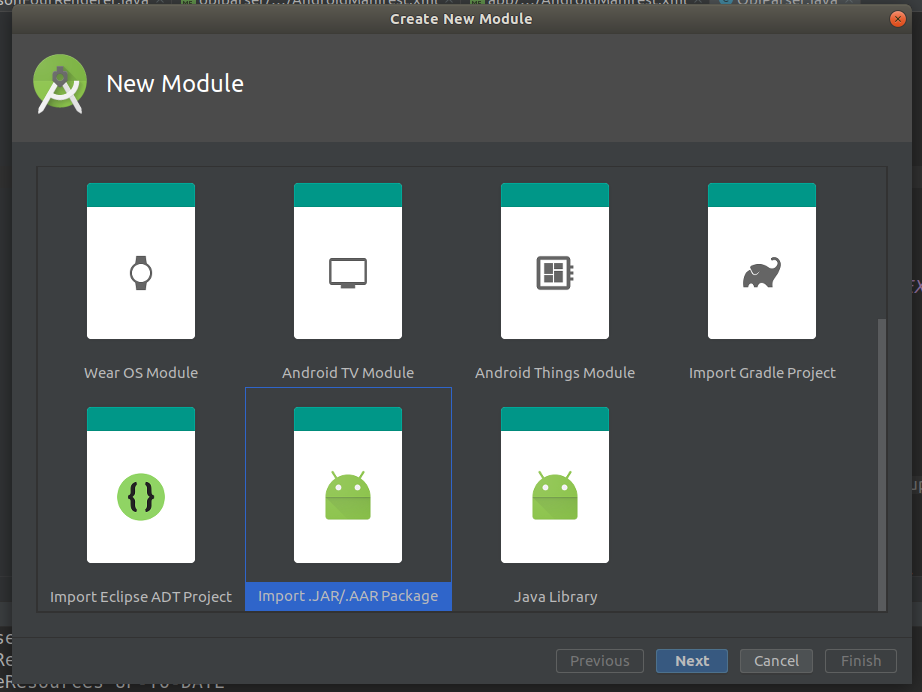 Create New Module
New Module
Wear OS Module
Android TV Module
Android Things Module
Import Gradle Project
{}
Import Eclipse ADT Project
Import .JAR/.AAR Package
Java Library
Previous
Next
Cancel
Finish